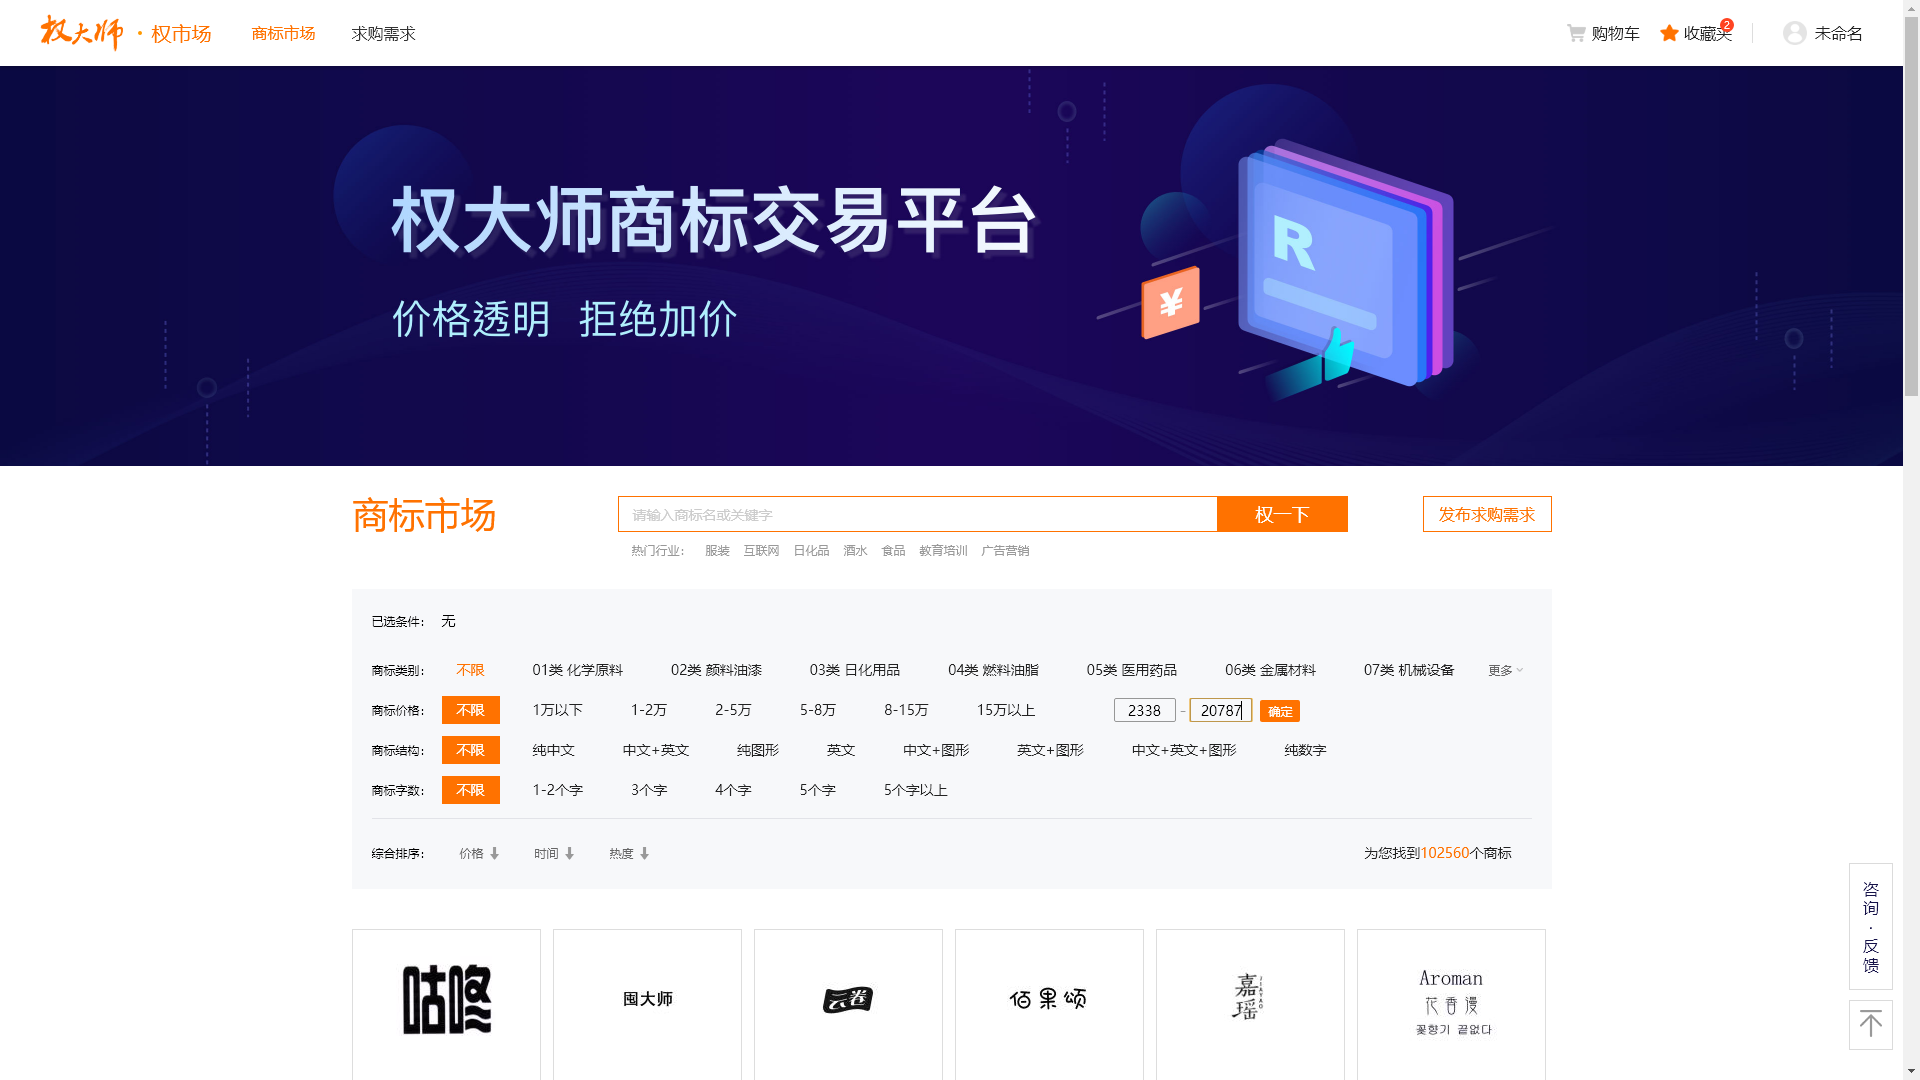 权大师 · 权市场 商标市场 求购需求 购物车 收藏夹 2 未命名
权大师商标交易平台
价格透明 拒绝加价
R
¥
商标市场 请输入商标名或关键字 权一下 发布求购需求
热门行业： 服装 互联网 日化品 酒水 食品 教育培训 广告营销
已选条件： 无
商标类别： 不限 01类 化学原料 02类 颜料油漆 03类 日化用品 04类 燃料油脂 05类 医用药品 06类 金属材料 07类 机械设备 更多
商标价格： 不限 1万以下 1-2万 2-5万 5-8万 8-15万 15万以上 2338 - 20787 确定
商标结构： 不限 纯中文 中文+英文 纯图形 英文 中文+图形 英文+图形 中文+英文+图形 纯数字
商标字数： 不限 1-2个字 3个字 4个字 5个字 5个字以上
综合排序： 价格 时间 热度 为您找到102560个商标
咨询·反馈
咕咚
囤大师
云卷
佰果颂
嘉瑶
JIAYAO
Aroman
花香漫
꽃향기 끝없다